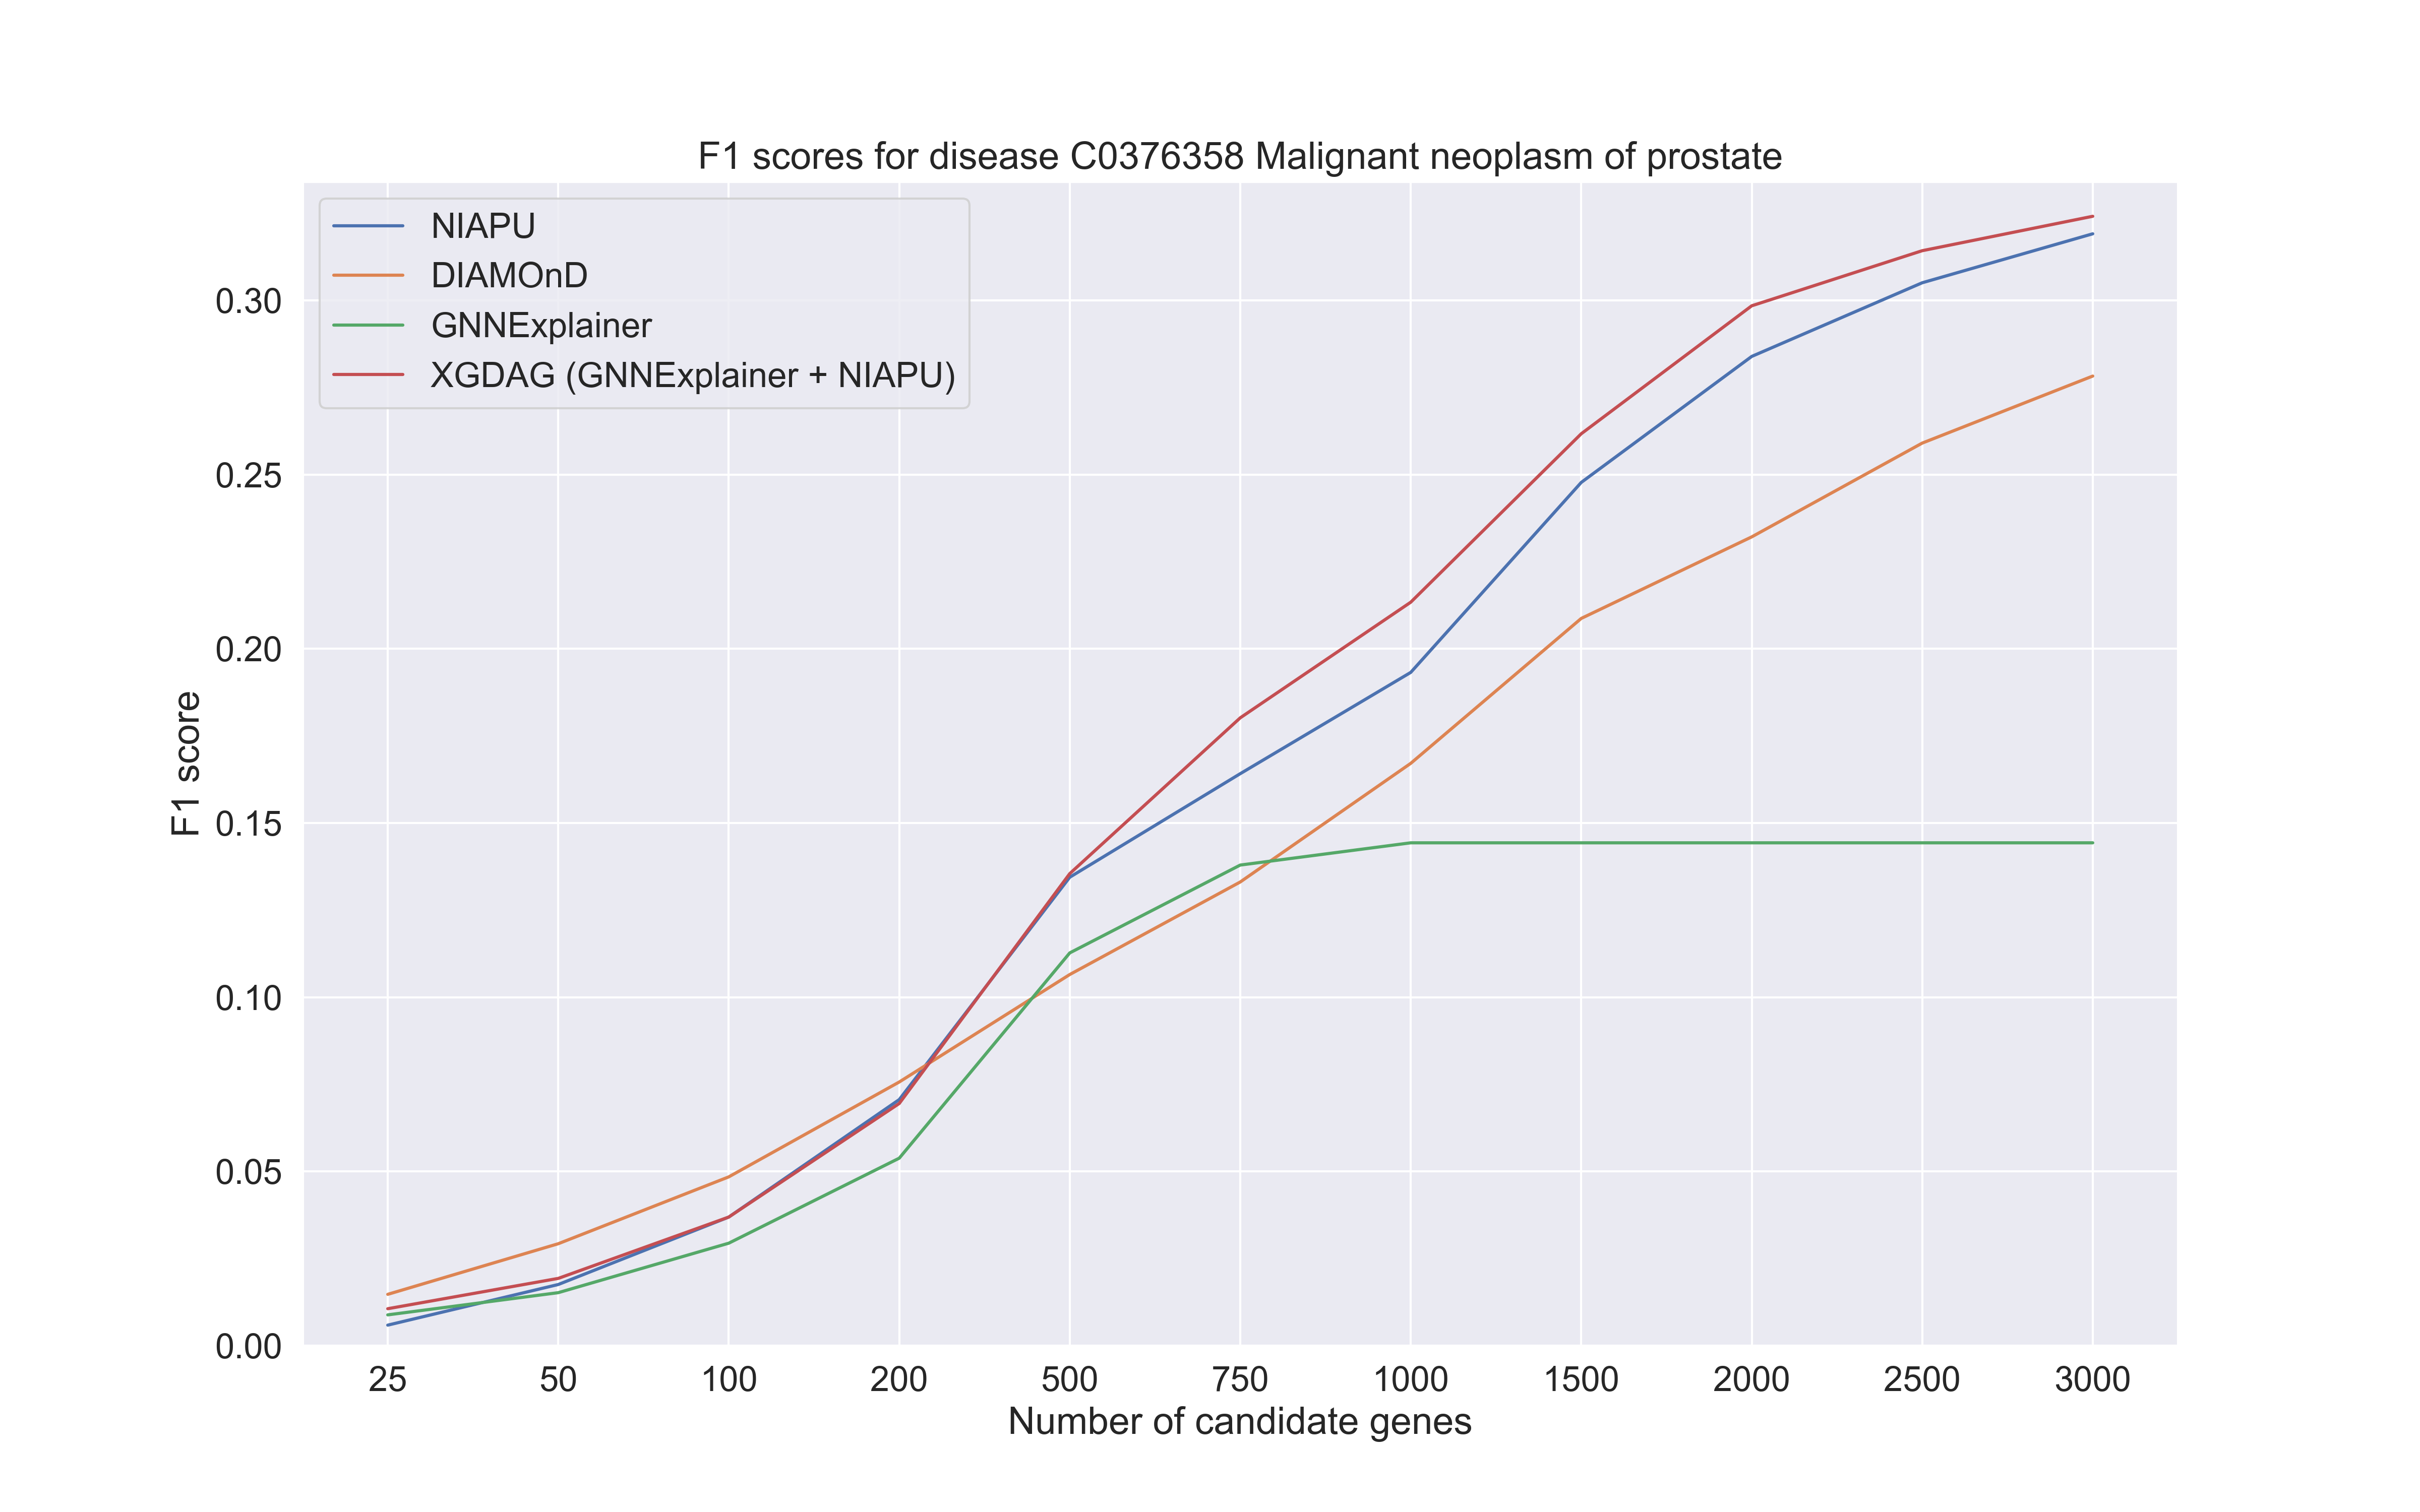 F1 scores for disease C0376358 Malignant neoplasm of prostate
NIAPU
DIAMOnD
GNNExplainer
XGDAG (GNNExplainer + NIAPU)
F1 score
0.30
0.25
0.20
0.15
0.10
0.05
0.00
25 50 100 200 500 750 1000 1500 2000 2500 3000
Number of candidate genes